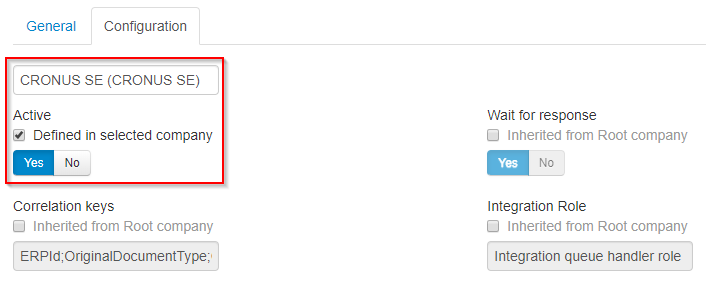 General
Configuration
CRONUS SE (CRONUS SE)
Active
Defined in selected company
Yes
No
Wait for response
Inherited from Root company
Yes
No
Correlation keys
Inherited from Root company
ERPId;OriginalDocumentType;
Integration Role
Inherited from Root company
Integration queue handler role